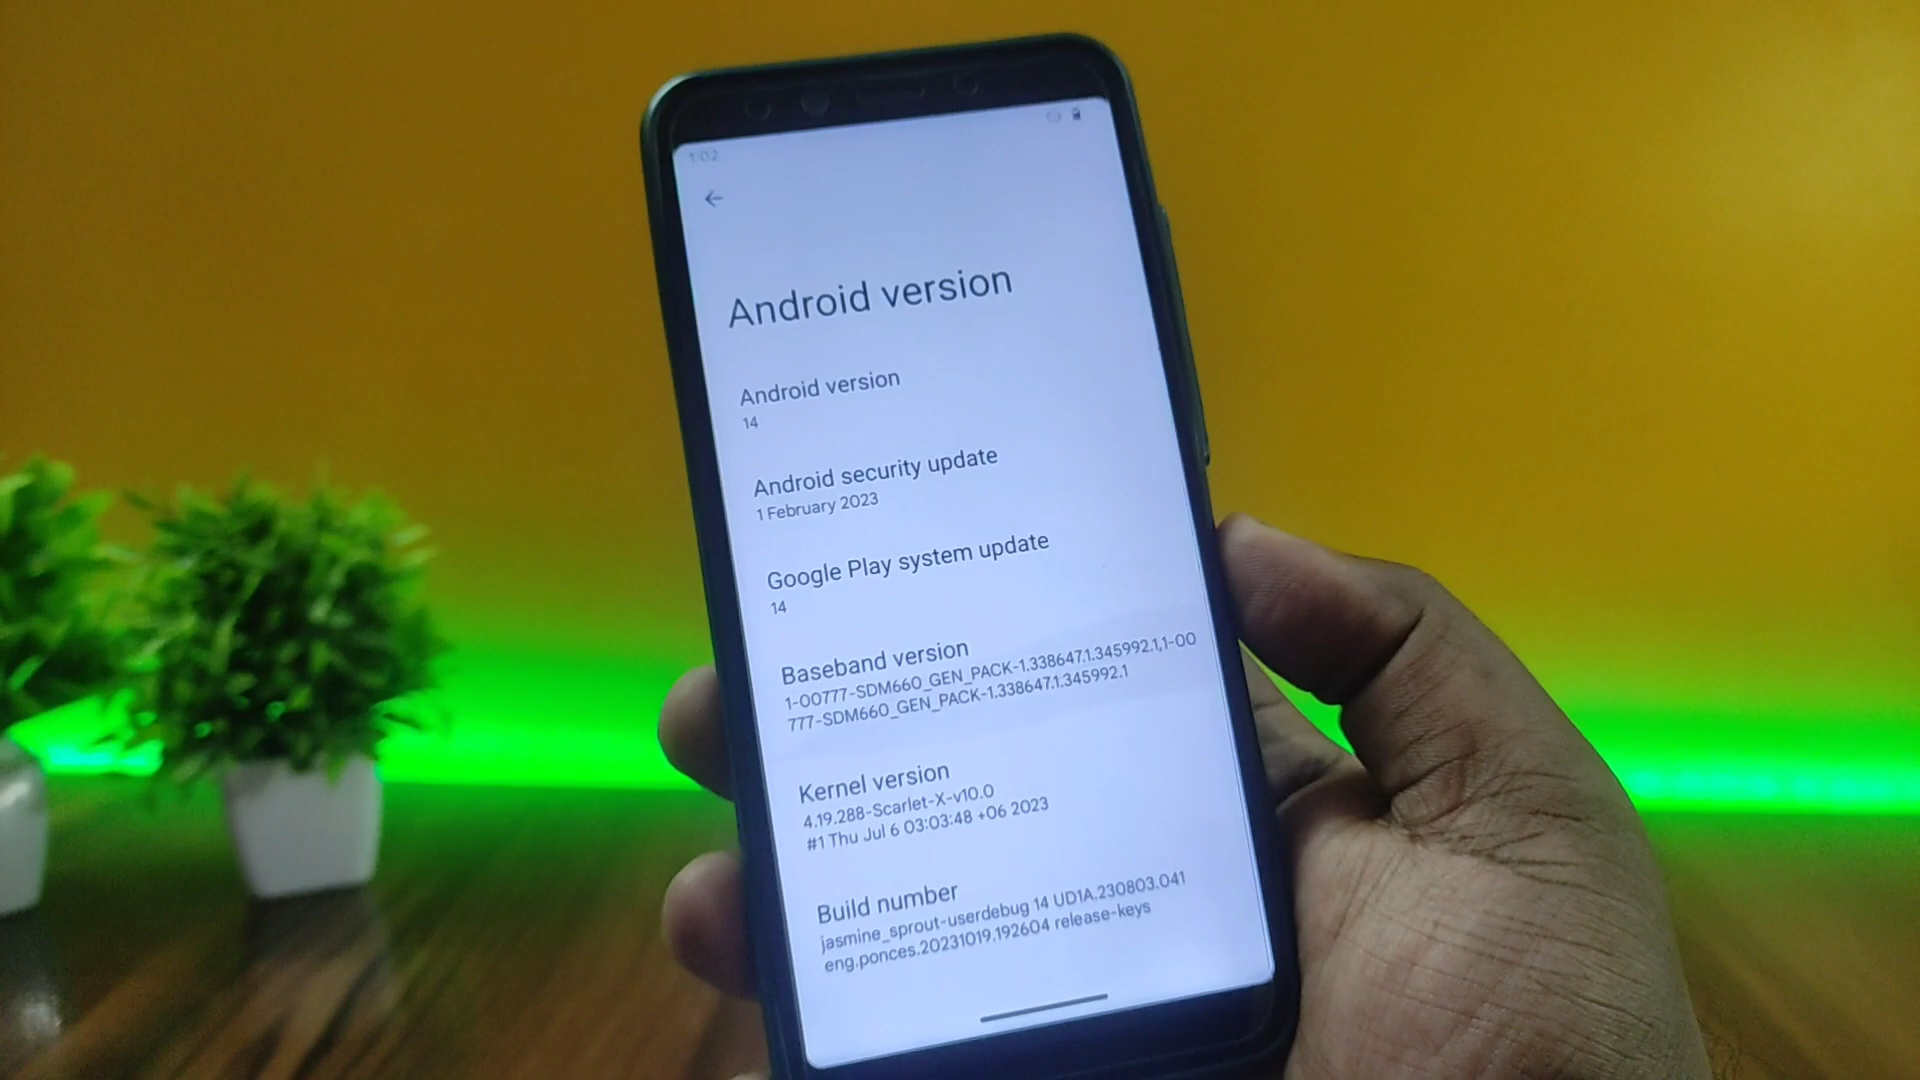 1:02
Android version
Android version
14
Android security update
1 February 2023
Google Play system update
14
Baseband version
1-00777-SDM660_GEN_PACK-1.338647.1.345992.1,1-00
777-SDM660_GEN_PACK-1.338647.1.345992.1
Kernel version
4.19.288-Scarlet-X-v10.0
#1 Thu Jul 6 03:03:48 +06 2023
Build number
jasmine_sprout-userdebug 14 UD1A.230803.041
eng.ponces.20231019.192604 release-keys